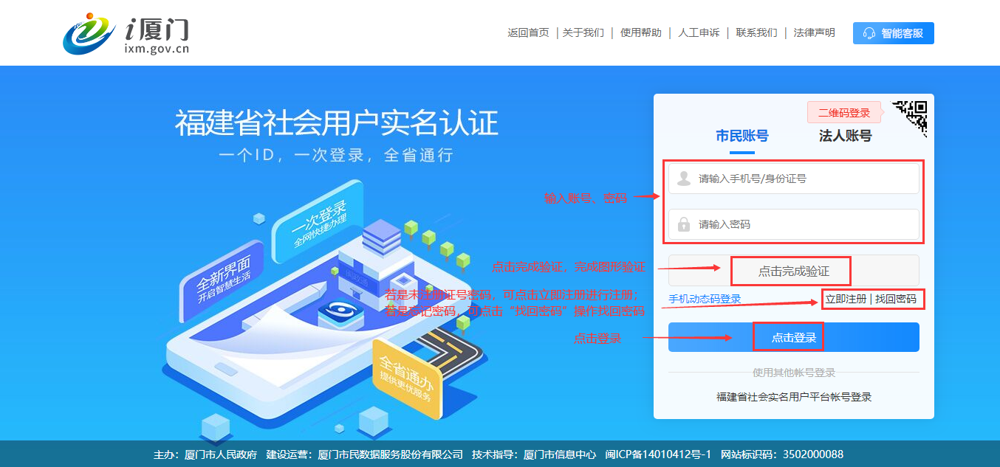 i厦门
ixm.gov.cn
返回首页 | 关于我们 | 使用帮助 | 人工申诉 | 联系我们 | 法律声明
智能客服
福建省社会用户实名认证
一个ID，一次登录，全省通行
一次登录
全网快捷办理
全新界面
开启智慧生活
全省通办
提供更优服务
二维码登录
市民账号
法人账号
输入账号、密码
请输入手机号/身份证号
请输入密码
点击完成验证，完成图形验证
点击完成验证
若是未注册证号密码，可点击立即注册进行注册；
若是忘记密码，可点击“找回密码”操作找回密码
手机动态码登录
立即注册 | 找回密码
点击登录
点击登录
使用其他帐号登录
福建省社会实名用户平台帐号登录
主办：厦门市人民政府 建设运营：厦门市民数据服务股份有限公司 技术指导：厦门市信息中心 闽ICP备14010412号-1 网站标识码：3502000088